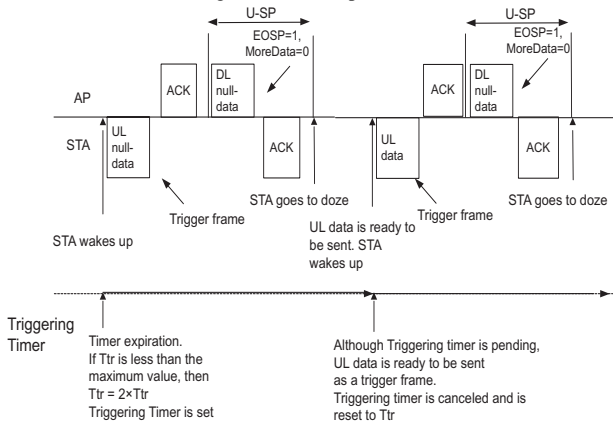 U-SP
U-SP
EOSP=1,
MoreData=0
EOSP=1,
MoreData=0
AP
ACK
DL
null-
data
ACK
DL
null-
data
STA
UL
null-
data
ACK
UL
data
ACK
Trigger frame
STA goes to doze
Trigger frame
STA goes to doze
STA wakes up
UL data is ready to
be sent. STA
wakes up
Triggering
Timer
Timer expiration.
If Ttr is less than the
maximum value, then
Ttr = 2×Ttr
Triggering Timer is set
Although Triggering timer is pending,
UL data is ready to be sent
as a trigger frame.
Triggering timer is canceled and is
reset to Ttr